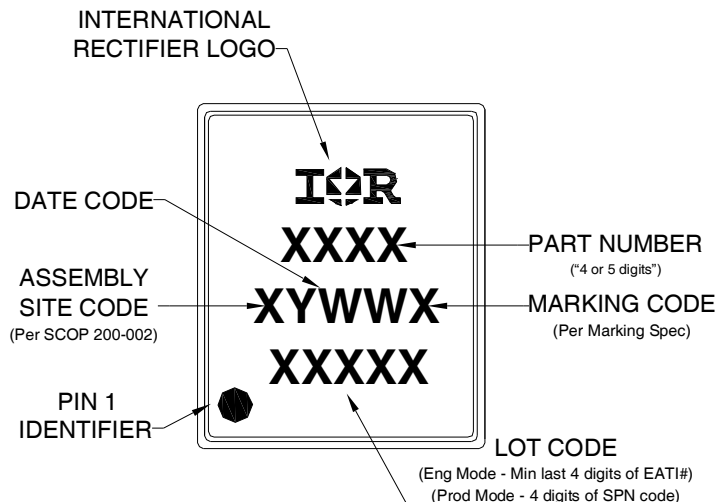 INTERNATIONAL
RECTIFIER LOGO
IOR
DATE CODE
XXXX
PART NUMBER
("4 or 5 digits")
ASSEMBLY
SITE CODE
(Per SCOP 200-002)
XYWWX
MARKING CODE
(Per Marking Spec)
XXXXX
PIN 1
IDENTIFIER
LOT CODE
(Eng Mode - Min last 4 digits of EATI#)
(Prod Mode - 4 digits of SPN code)